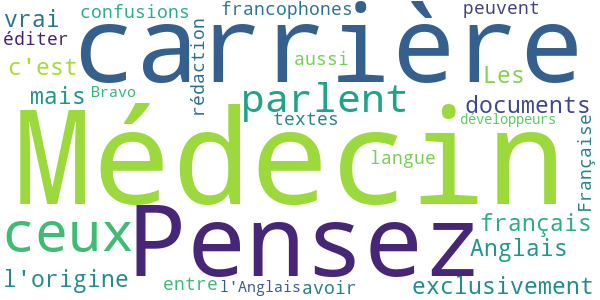 vrai confusions francophones peuvent
éditer carrière
c'est rédaction aussi Les
mais Bravo parlent documents
textes développeurs
Médecin langue Française
ceux Pensez français
Anglais
l'origine entre l'Anglais avoir exclusivement